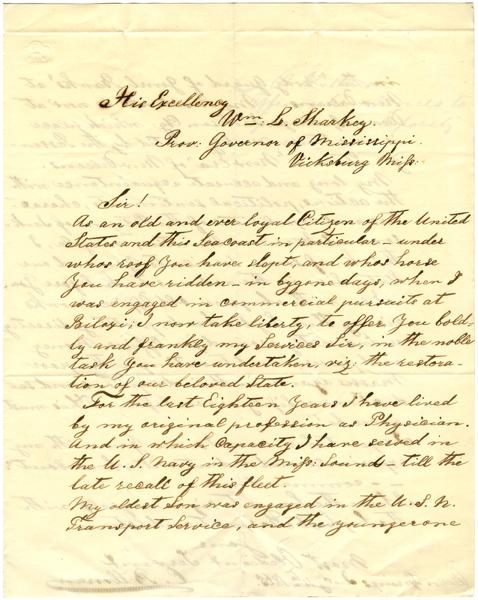 His Excellency
Wm: L. Sharkey.
Prov: Governor of Mississippi.
Vicksburg Miss:
Sir!
As an old and ever loyal Citizen of the United
States and this Seacoast in particular – under
whos roof You have slept, and whos horse
You have ridden – in bygone days, when I
was engaged in commercial pursuits at
Biloxi; I now take liberty, to offer You bold-
ly and frankly my Services Sir, in the noble
task You have undertaken, viz: the restora-
tion of our beloved State.
For the last Eighteen Years I have lived
by my original profession as Physician.
and in which Capacity I have served in
the U. S. Navy in the Miss: Sound – till the
late recall of this fleet.
My oldest Son was engaged in the U. S. N.
Transport Service, and the younger one